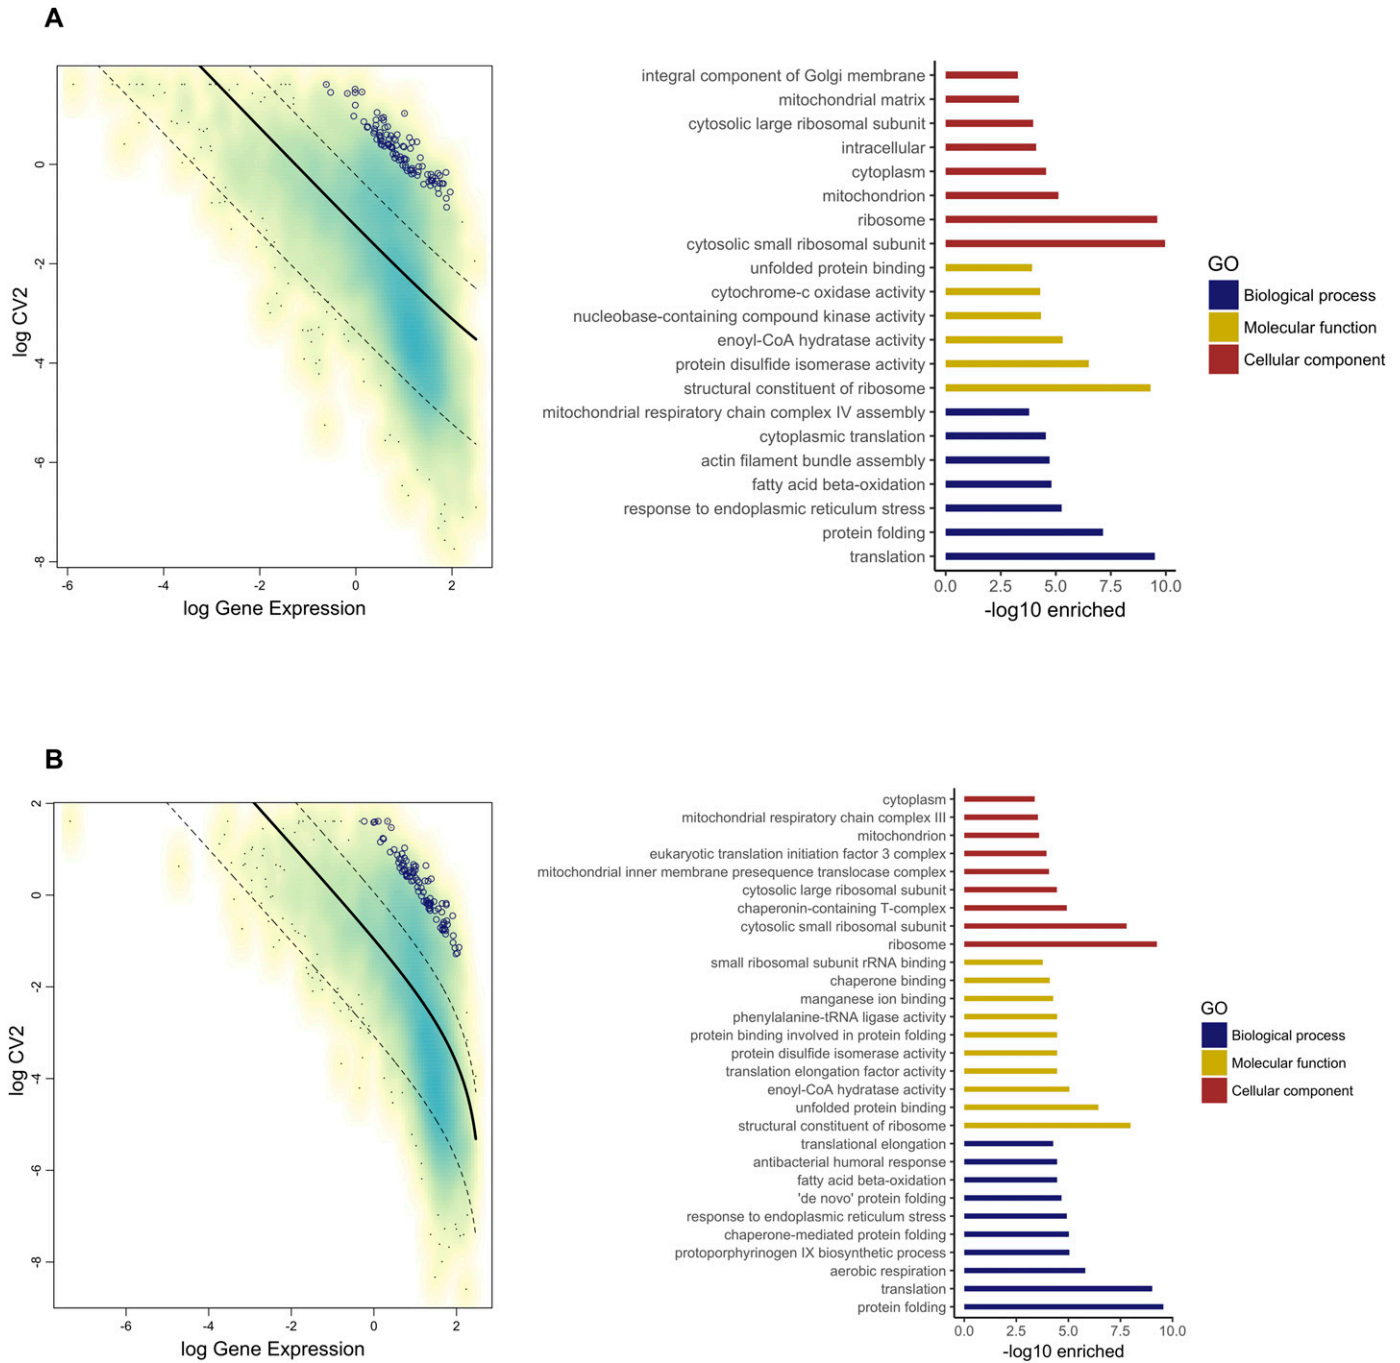 A
log CV2
0
-2
-4
-6
-8
-6
-4
-2
0
2
log Gene Expression
integral component of Golgi membrane
mitochondrial matrix
cytosolic large ribosomal subunit
intracellular
cytoplasm
mitochondrion
ribosome
cytosolic small ribosomal subunit
unfolded protein binding
cytochrome-c oxidase activity
nucleobase-containing compound kinase activity
enoyl-CoA hydratase activity
protein disulfide isomerase activity
structural constituent of ribosome
mitochondrial respiratory chain complex IV assembly
cytoplasmic translation
actin filament bundle assembly
fatty acid beta-oxidation
response to endoplasmic reticulum stress
protein folding
translation
0.0
2.5
5.0
7.5
10.0
-log10 enriched
GO
Biological process
Molecular function
Cellular component
B
log CV2
2
0
-2
-4
-6
-8
-6
-4
-2
0
2
log Gene Expression
cytoplasm
mitochondrial respiratory chain complex III
mitochondrion
eukaryotic translation initiation factor 3 complex
mitochondrial inner membrane presequence translocase complex
cytosolic large ribosomal subunit
chaperonin-containing T-complex
cytosolic small ribosomal subunit
ribosome
small ribosomal subunit rRNA binding
chaperone binding
manganese ion binding
phenylalanine-tRNA ligase activity
protein binding involved in protein folding
protein disulfide isomerase activity
translation elongation factor activity
enoyl-CoA hydratase activity
unfolded protein binding
structural constituent of ribosome
translational elongation
antibacterial humoral response
fatty acid beta-oxidation
'de novo' protein folding
response to endoplasmic reticulum stress
chaperone-mediated protein folding
protoporphyrinogen IX biosynthetic process
aerobic respiration
translation
protein folding
0.0
2.5
5.0
7.5
10.0
-log10 enriched
GO
Biological process
Molecular function
Cellular component